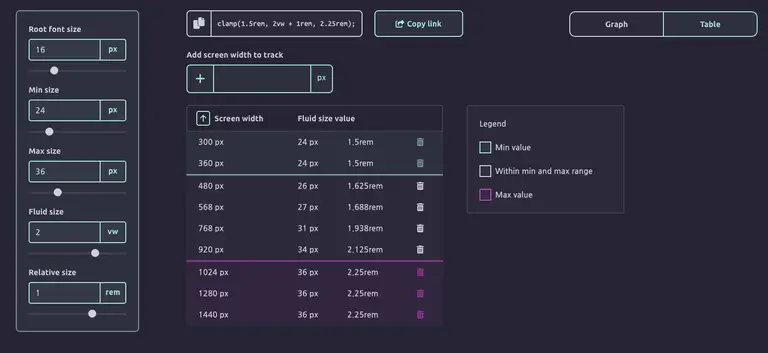 Root font size
16 px
Min size
24 px
Max size
36 px
Fluid size
2 vw
Relative size
1 rem
clamp(1.5rem, 2vw + 1rem, 2.25rem);
Copy link
Graph Table
Add screen width to track
+ px
Screen width Fluid size value
300 px 24 px 1,5rem
360 px 24 px 1,5rem
480 px 26 px 1,625rem
568 px 27 px 1,688rem
768 px 31 px 1,938rem
920 px 34 px 2,125rem
1024 px 36 px 2,25rem
1280 px 36 px 2,25rem
1440 px 36 px 2,25rem
Legend
Min value
Within min and max range
Max value